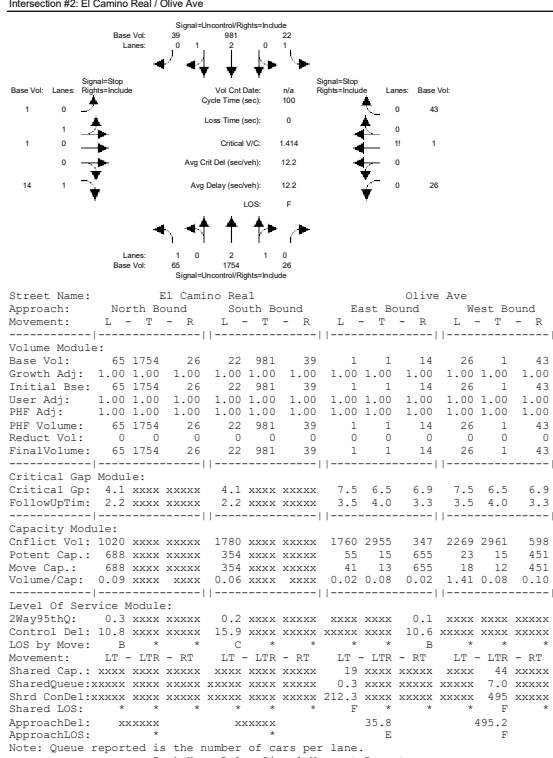 Intersection #2: El Camino Real / Olive Ave
Signal=Uncontrol/Rights=Include
Base Vol: 39 981 22
Lanes: 0 1 2 0 1
Signal=Stop Signal=Stop
Base Vol: Lanes: Rights=Include Vol Cnt Date: n/a Rights=Include Lanes: Base Vol:
Cycle Time (sec): 100
1 0 0 43
Loss Time (sec): 0
1 0
1 0 Critical V/C: 1.414 1! 1
0 Avg Crit Del (sec/veh): 12.2 0
14 1 Avg Delay (sec/veh): 12.2 0 26
LOS: F
Lanes: 1 0 2 1 0
Base Vol: 65 1754 26
Signal=Uncontrol/Rights=Include
Street Name: El Camino Real Olive Ave
Approach: North Bound South Bound East Bound West Bound
Movement: L - T - R L - T - R L - T - R L - T - R
------------|---------------||---------------||---------------||---------------|
Volume Module:
Base Vol: 65 1754 26 22 981 39 1 1 14 26 1 43
Growth Adj: 1.00 1.00 1.00 1.00 1.00 1.00 1.00 1.00 1.00 1.00 1.00 1.00
Initial Bse: 65 1754 26 22 981 39 1 1 14 26 1 43
User Adj: 1.00 1.00 1.00 1.00 1.00 1.00 1.00 1.00 1.00 1.00 1.00 1.00
PHF Adj: 1.00 1.00 1.00 1.00 1.00 1.00 1.00 1.00 1.00 1.00 1.00 1.00
PHF Volume: 65 1754 26 22 981 39 1 1 14 26 1 43
Reduct Vol: 0 0 0 0 0 0 0 0 0 0 0 0
FinalVolume: 65 1754 26 22 981 39 1 1 14 26 1 43
------------|---------------||---------------||---------------||---------------|
Critical Gap Module:
Critical Gp: 4.1 xxxx xxxxx 4.1 xxxx xxxxx 7.5 6.5 6.9 7.5 6.5 6.9
FollowUpTim: 2.2 xxxx xxxxx 2.2 xxxx xxxxx 3.5 4.0 3.3 3.5 4.0 3.3
------------|---------------||---------------||---------------||---------------|
Capacity Module:
Cnflict Vol: 1020 xxxx xxxxx 1780 xxxx xxxxx 1760 2955 347 2269 2961 598
Potent Cap.: 688 xxxx xxxxx 354 xxxx xxxxx 55 15 655 23 15 451
Move Cap.: 688 xxxx xxxxx 354 xxxx xxxxx 41 13 655 18 12 451
Volume/Cap: 0.09 xxxx xxxx 0.06 xxxx xxxx 0.02 0.08 0.02 1.41 0.08 0.10
------------|---------------||---------------||---------------||---------------|
Level Of Service Module:
2Way95thQ: 0.3 xxxx xxxxx 0.2 xxxx xxxxx xxxx xxxx 0.1 xxxx xxxx xxxxx
Control Del: 10.8 xxxx xxxxx 15.9 xxxx xxxxx xxxxx xxxx 10.6 xxxxx xxxx xxxxx
LOS by Move: B * * C * * * * B * * *
Movement: LT - LTR - RT LT - LTR - RT LT - LTR - RT LT - LTR - RT
Shared Cap.: xxxx xxxx xxxxx xxxx xxxx xxxxx 19 xxxx xxxxx xxxx 44 xxxxx
SharedQueue:xxxxx xxxx xxxxx xxxxx xxxx xxxxx 0.3 xxxx xxxxx xxxxx 7.0 xxxxx
Shrd ConDel:xxxxx xxxx xxxxx xxxxx xxxx xxxxx 212.3 xxxx xxxxx xxxxx 495 xxxxx
Shared LOS: * * * * * * F * * * F *
ApproachDel: xxxxxx xxxxxx 35.8 495.2
ApproachLOS: * * E F
Note: Queue reported is the number of cars per lane.